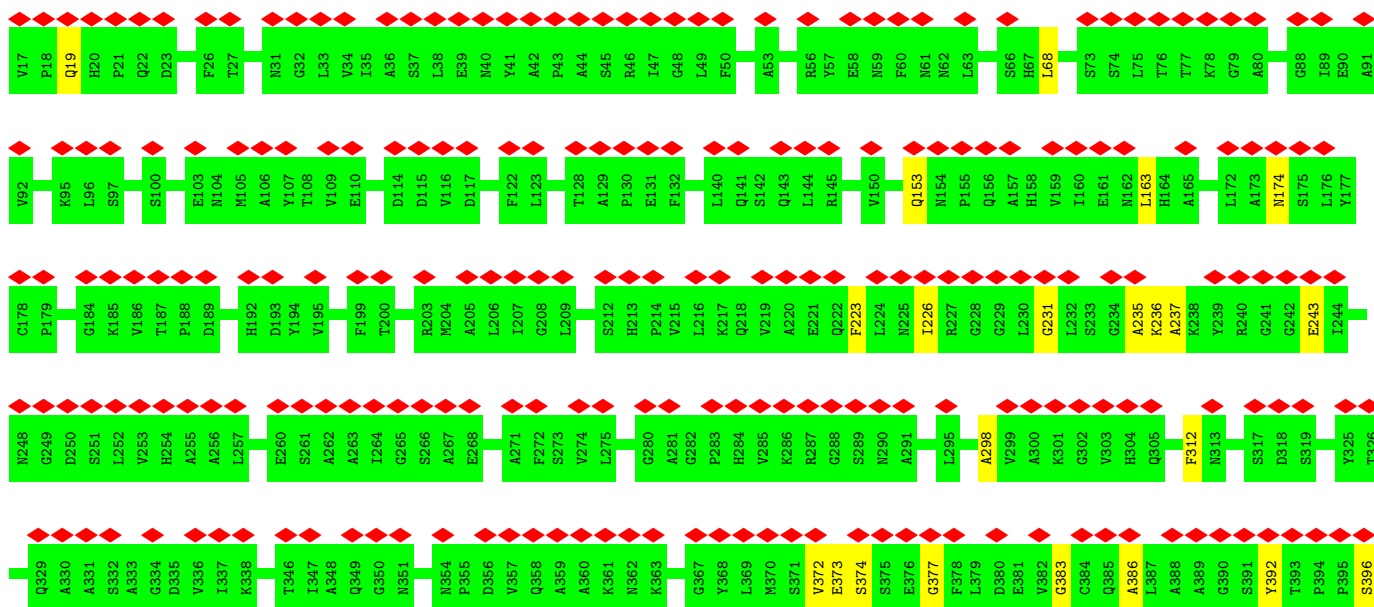 V17 P18 Q19 H20 P21 Q22 D23 F26 T27 N31 G32 L33 V34 I35 A36 S37 L38 E39 N40 Y41 A42 P43 A44 S45 R46 I47 G48 L49 F50 A53 R56 Y57 E58 N59 F60 N61 N62 L63 S66 H67 L68 S73 S74 L75 T76 T77 K78 G79 A80 G88 I89 E90 A91
V92 K95 L96 S97 S100 E103 N104 M105 A106 Y107 T108 V109 E110 D114 D115 V116 D117 F122 L123 T128 A129 P130 E131 F132 L140 Q141 S142 Q143 L144 R145 V150 Q153 N154 P155 Q156 A157 H158 V159 I160 E161 N162 L163 H164 A165 L172 A173 N174 S175 L176 Y177
C178 P179 G184 K185 V186 T187 P188 D189 H192 D193 Y194 V195 F199 T200 R203 M204 A205 L206 I207 G208 L209 S212 H213 P214 V215 L216 K217 Q218 V219 A220 E221 Q222 F223 L224 N225 I226 R227 G228 G229 L230 G231 L232 S233 G234 A235 K236 A237 K238 Y239 R240 G241 G242 E243 I244
N248 G249 D250 S251 L252 V253 H254 A255 A256 L257 E260 S261 A262 A263 I264 G265 S266 A267 E268 A271 F272 S273 V274 L275 G280 A281 G282 P283 H284 V285 K286 R287 G288 N289 N290 A291 L295 A298 V299 A300 K301 G302 V303 H304 Q305 F312 N313 S317 D318 S319 Y325 T326
Q329 A330 A331 S332 A333 G334 D335 V336 I337 K338 T346 I347 A348 Q349 G350 N351 N354 P355 D356 V357 Q358 A359 A360 K361 N362 K363 G367 Y368 L369 M370 S371 V372 E373 S374 S375 E376 G377 F378 L379 D380 E381 V382 G383 C384 Q385 A386 L387 A388 A389 G390 S391 Y392 T393 P394 P395 S396